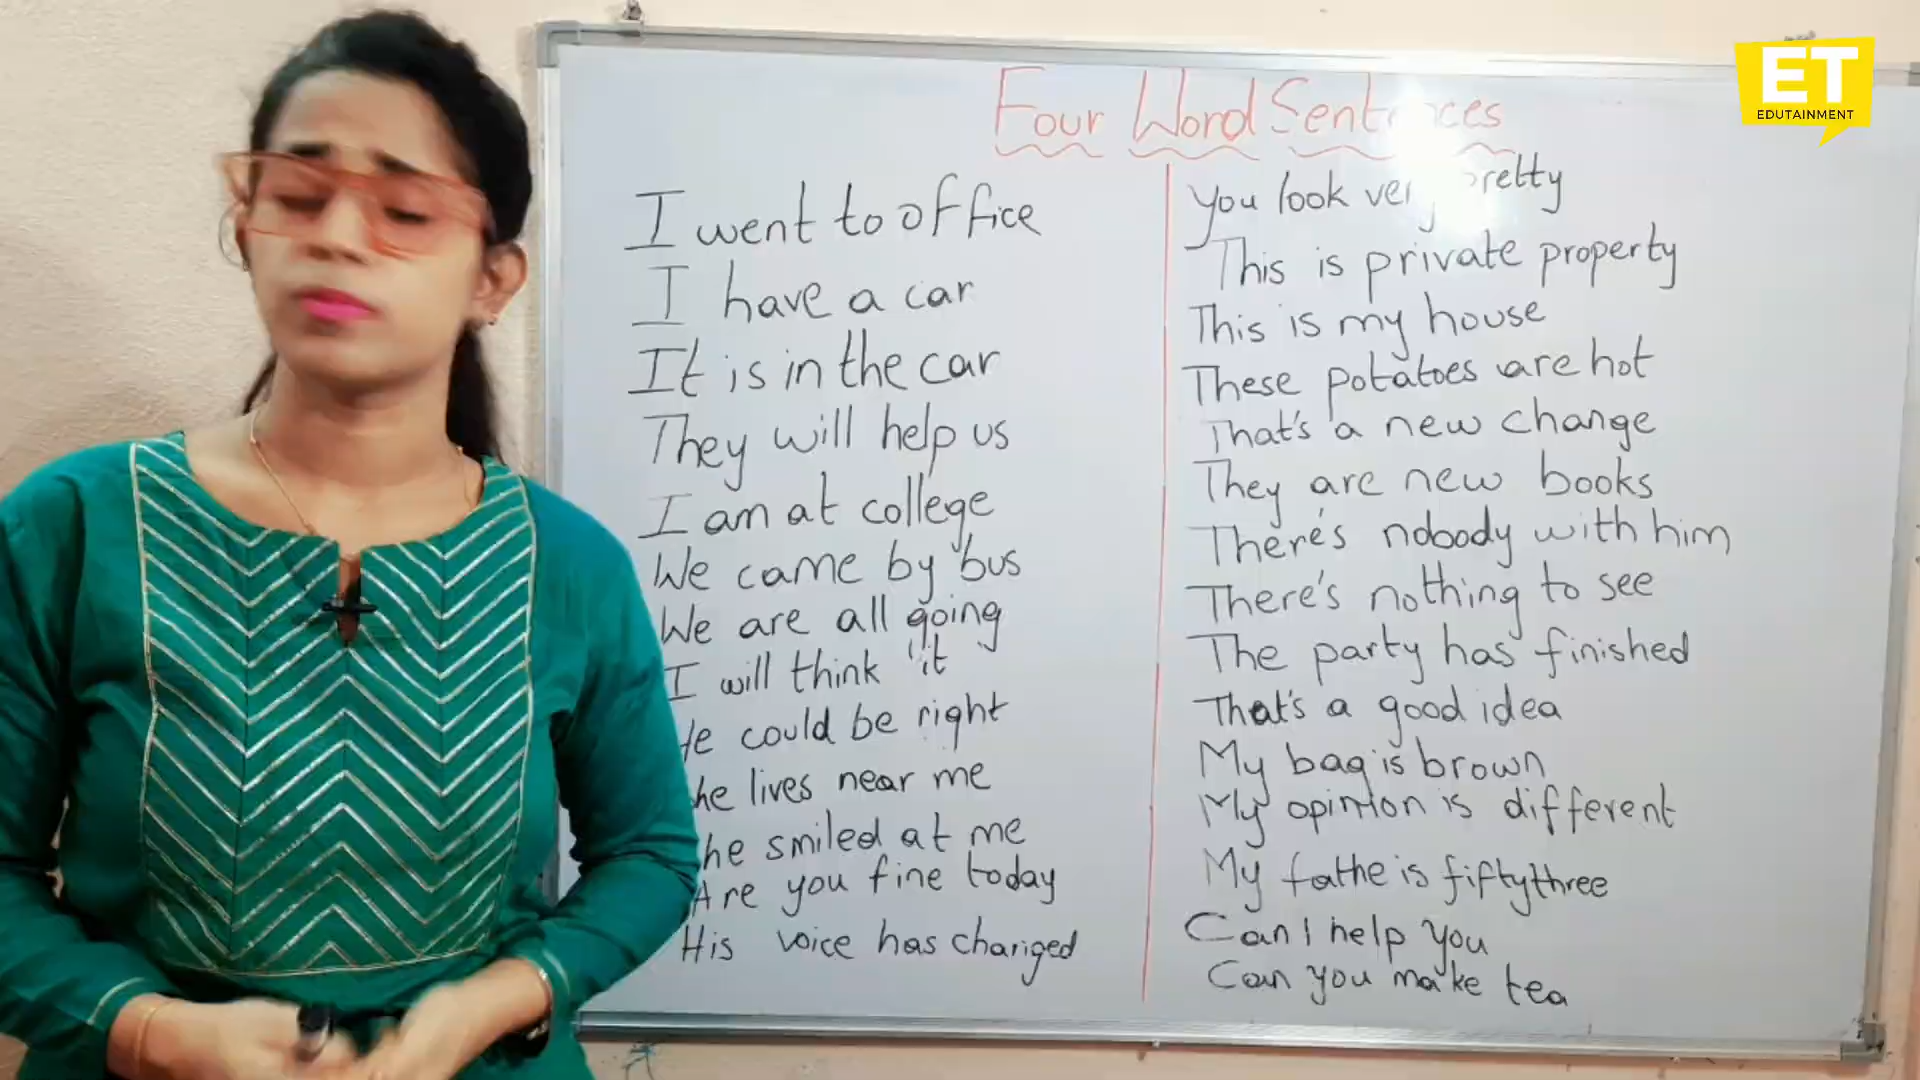 ET
EDUTAINMENT
Four Word Sentences
I went to office
I have a car
It is in the car
They will help us
I am at college
We came by bus
We are all going
I will think it
He could be right
he lives near me
he smiled at me
Are you fine today
His voice has changed
You look very pretty
This is private property
This is my house
These potatoes are hot
That's a new change
They are new books
There's nobody with him
There's nothing to see
The party has finished
That's a good idea
My bag is brown
My opinion is different
My fathe is fiftythree
Can I help you
Can you make tea